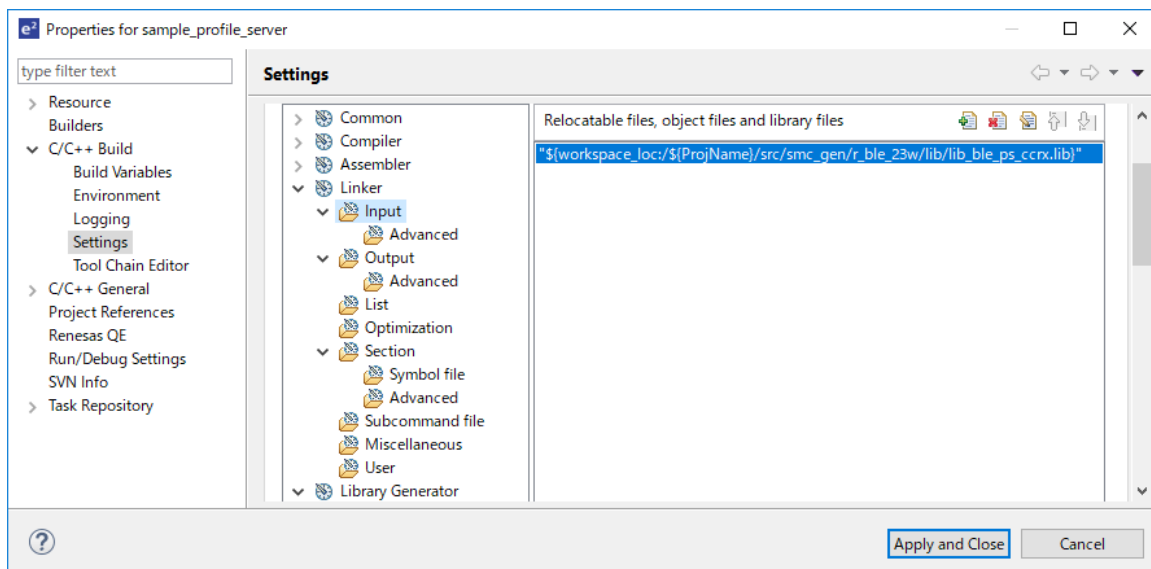 e² Properties for sample_profile_server
type filter text
Resource
Builders
C/C++ Build
Build Variables
Environment
Logging
Settings
Tool Chain Editor
C/C++ General
Project References
Renesas QE
Run/Debug Settings
SVN Info
Task Repository
Settings
Common
Compiler
Assembler
Linker
Input
Advanced
Output
Advanced
List
Optimization
Section
Symbol file
Advanced
Subcommand file
Miscellaneous
User
Library Generator
Relocatable files, object files and library files
"${workspace_loc:/${ProjName}/src/smc_gen/r_ble_23w/lib/lib_ble_ps_ccrx.lib}"
?
Apply and Close
Cancel